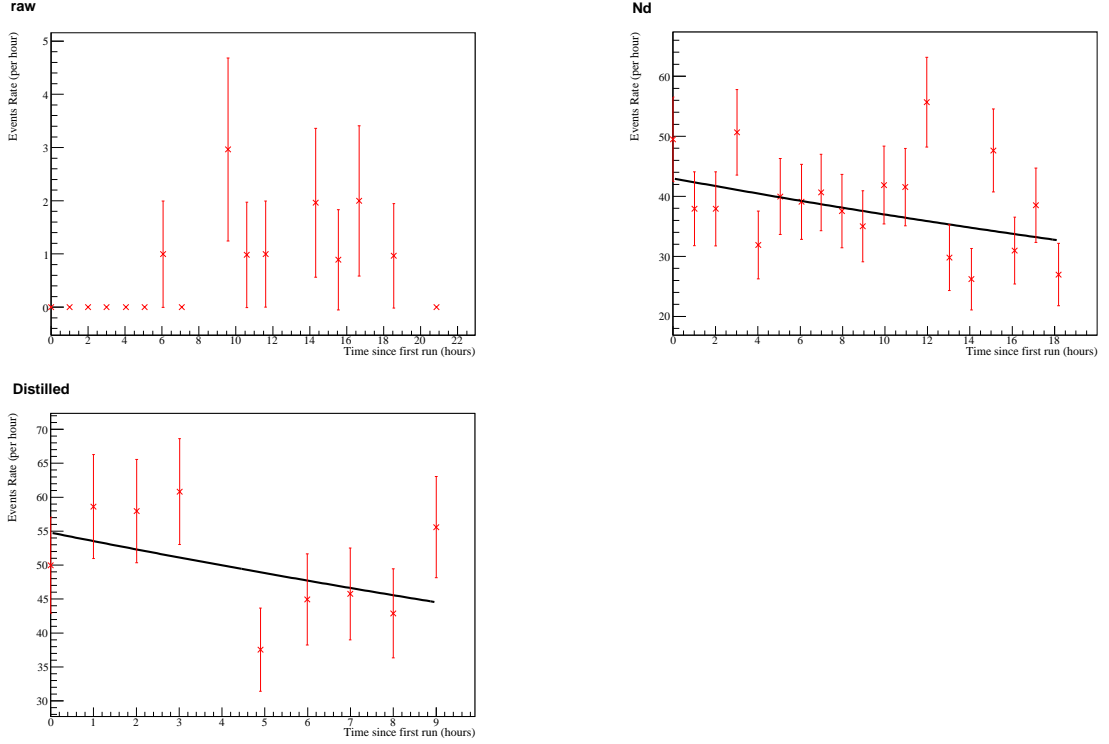 raw
Events Rate (per hour)
5
4
3
2
1
0
0 2 4 6 8 10 12 14 16 18 20 22
Time since first run (hours)
Nd
Events Rate (per hour)
60
50
40
30
20
0 2 4 6 8 10 12 14 16 18
Time since first run (hours)
Distilled
Events Rate (per hour)
70
65
60
55
50
45
40
35
30
0 1 2 3 4 5 6 7 8 9
Time since first run (hours)